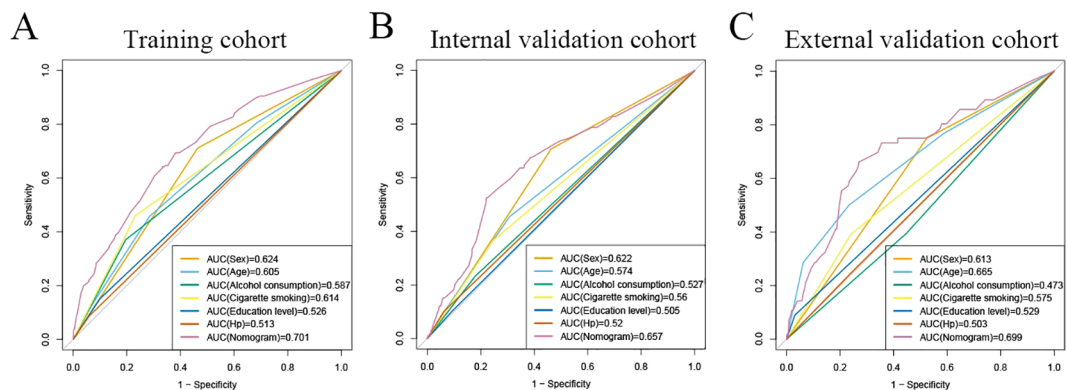 A Training cohort
Sensitivity
1.0
0.8
0.6
0.4
0.2
0.0
AUC(Sex)=0.624
AUC(Age)=0.605
AUC(Alcohol consumption)=0.587
AUC(Cigarette smoking)=0.614
AUC(Education level)=0.526
AUC(Hp)=0.513
AUC(Nomogram)=0.701
0.0 0.2 0.4 0.6 0.8 1.0
1 − Specificity
B Internal validation cohort
Sensitivity
1.0
0.8
0.6
0.4
0.2
0.0
AUC(Sex)=0.622
AUC(Age)=0.574
AUC(Alcohol consumption)=0.527
AUC(Cigarette smoking)=0.56
AUC(Education level)=0.505
AUC(Hp)=0.52
AUC(Nomogram)=0.657
0.0 0.2 0.4 0.6 0.8 1.0
1 − Specificity
C External validation cohort
Sensitivity
1.0
0.8
0.6
0.4
0.2
0.0
AUC(Sex)=0.613
AUC(Age)=0.665
AUC(Alcohol consumption)=0.473
AUC(Cigarette smoking)=0.575
AUC(Education level)=0.529
AUC(Hp)=0.503
AUC(Nomogram)=0.699
0.0 0.2 0.4 0.6 0.8 1.0
1 − Specificity